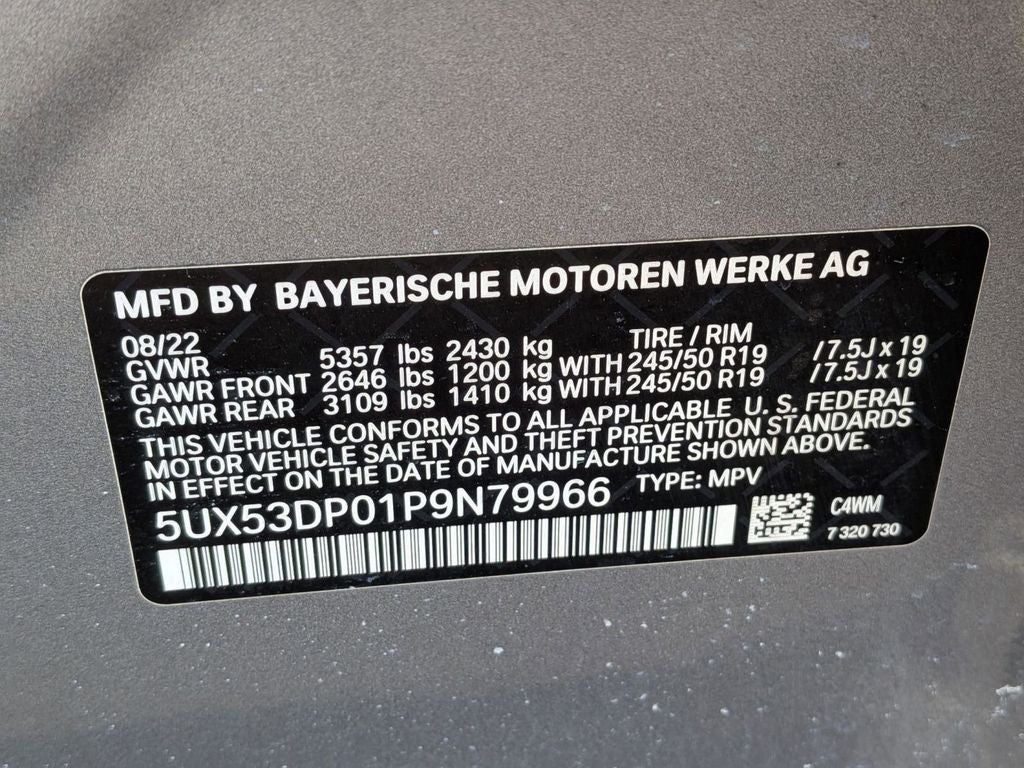 MFD BY BAYERISCHE MOTOREN WERKE AG
08/22 TIRE / RIM
GVWR 5357 lbs 2430 kg
GAWR FRONT 2646 lbs 1200 kg WITH 245/50 R19 /7.5J x 19
GAWR REAR 3109 lbs 1410 kg WITH 245/50 R19 /7.5J x 19
THIS VEHICLE CONFORMS TO ALL APPLICABLE U. S. FEDERAL
MOTOR VEHICLE SAFETY AND THEFT PREVENTION STANDARDS
IN EFFECT ON THE DATE OF MANUFACTURE SHOWN ABOVE.
5UX53DP01P9N79966 TYPE: MPV
C4WM
7 320 730